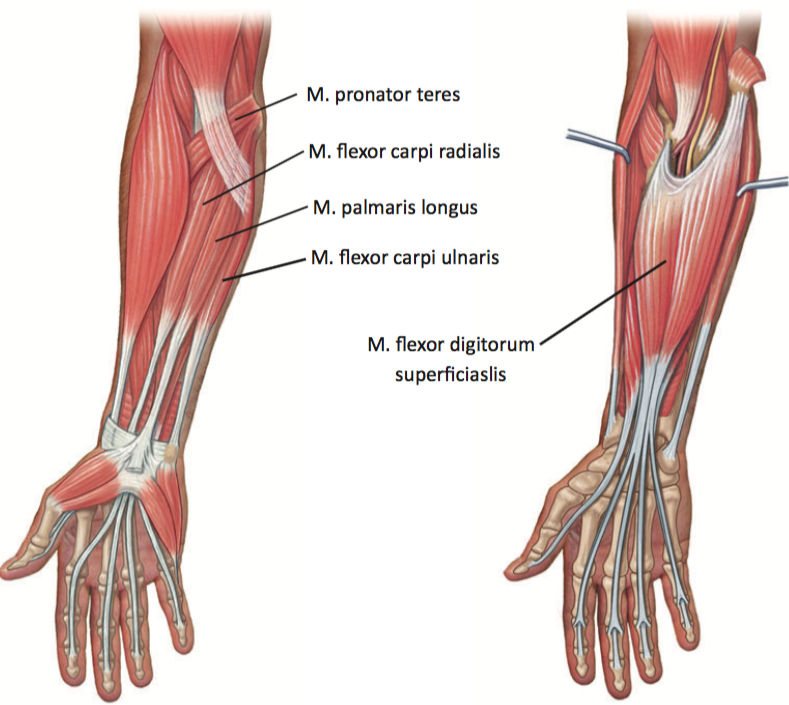 M. pronator teres
M. flexor carpi radialis
M. palmaris longus
M. flexor carpi ulnaris
M. flexor digitorum
superficiaslis